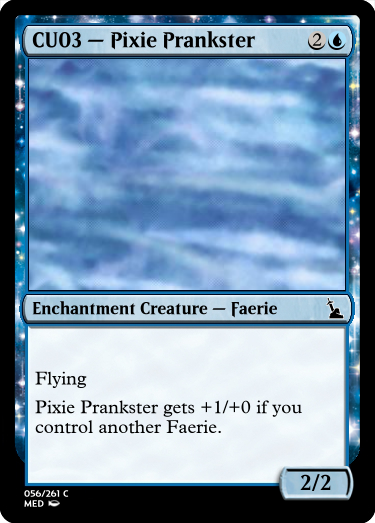 CU03 — Pixie Prankster 2
Enchantment Creature — Faerie
Flying
Pixie Prankster gets +1/+0 if you
control another Faerie.
2/2
056/261 C
MED